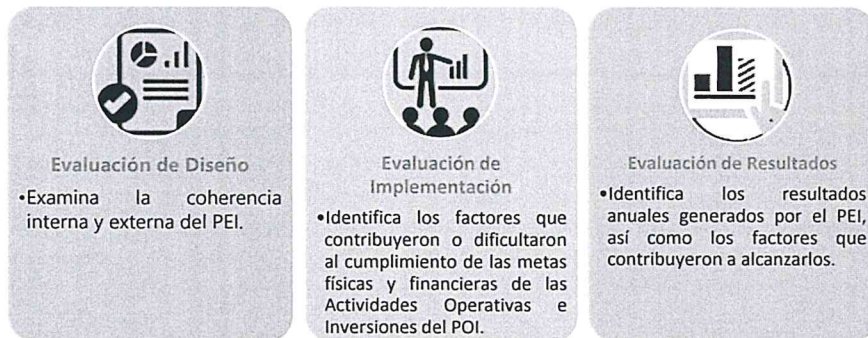 Evaluación de Diseño
•Examina la coherencia
interna y externa del PEI.
Evaluación de
Implementación
•Identifica los factores que
contribuyeron o dificultaron
al cumplimiento de las metas
físicas y financieras de las
Actividades Operativas e
Inversiones del POI.
Evaluación de Resultados
•Identifica los resultados
anuales generados por el PEI,
así como los factores que
contribuyeron a alcanzarlos.